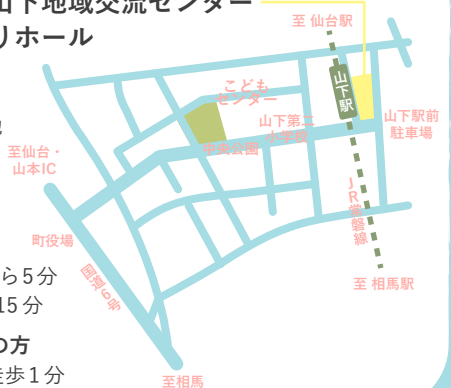 山下地域交流センター
りホール
至 仙台駅
こども
センター
山下駅
山下第二
小学校
中央公園
山下駅前
駐車場
至仙台・
山本IC
JR常磐線
町役場
国道6号
ら5分
15分
の方
徒歩1分
至 相馬駅
至相馬